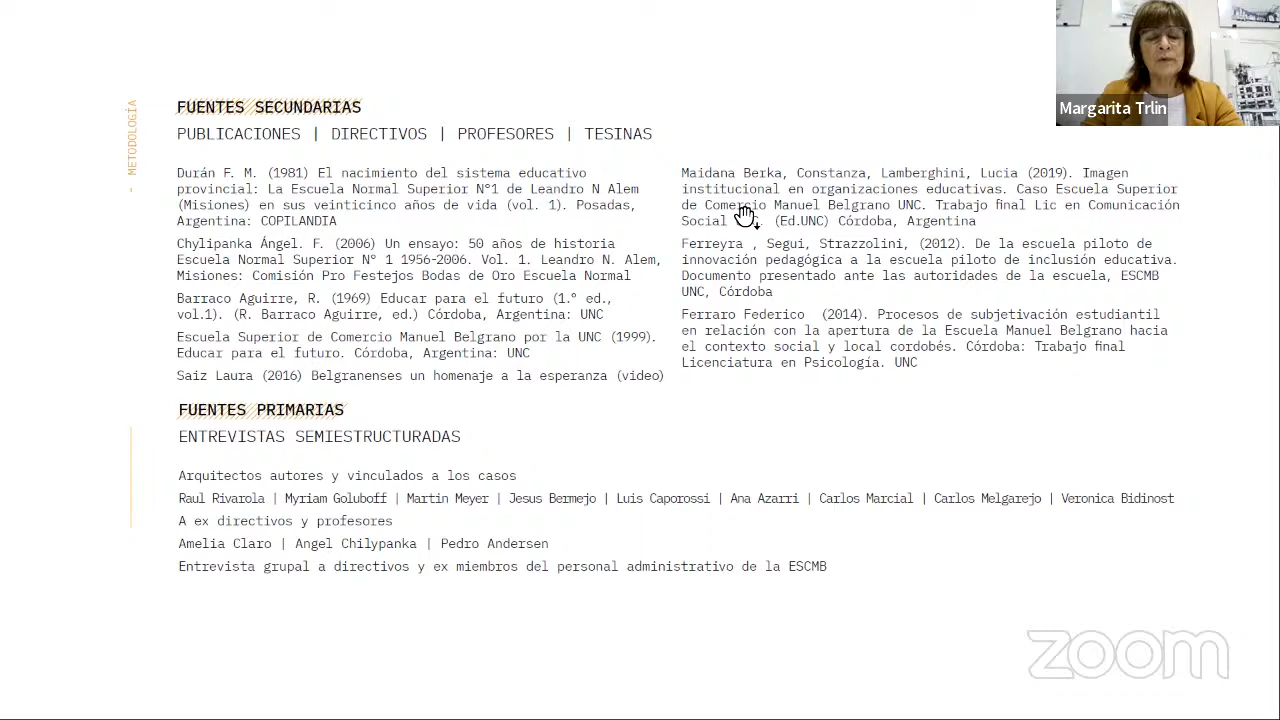 - METODOLOGÍA
FUENTES SECUNDARIAS
PUBLICACIONES | DIRECTIVOS | PROFESORES | TESINAS
Durán F. M. (1981) El nacimiento del sistema educativo
provincial: La Escuela Normal Superior N°1 de Leandro N Alem
(Misiones) en sus veinticinco años de vida (vol. 1). Posadas,
Argentina: COPILANDIA
Chylipanka Ángel. F. (2006) Un ensayo: 50 años de historia
Escuela Normal Superior N° 1 1956-2006. Vol. 1. Leandro N. Alem,
Misiones: Comisión Pro Festejos Bodas de Oro Escuela Normal
Barraco Aguirre, R. (1969) Educar para el futuro (1.° ed.,
vol.1). (R. Barraco Aguirre, ed.) Córdoba, Argentina: UNC
Escuela Superior de Comercio Manuel Belgrano por la UNC (1999).
Educar para el futuro. Córdoba, Argentina: UNC
Saiz Laura (2016) Belgranenses un homenaje a la esperanza (video)
Maidana Berka, Constanza, Lamberghini, Lucia (2019). Imagen
institucional en organizaciones educativas. Caso Escuela Superior
de Comercio Manuel Belgrano UNC. Trabajo final Lic en Comunicación
Social (Ed.UNC) Córdoba, Argentina
Ferreyra , Segui, Strazzolini, (2012). De la escuela piloto de
innovación pedagógica a la escuela piloto de inclusión educativa.
Documento presentado ante las autoridades de la escuela, ESCMB
UNC, Córdoba
Ferraro Federico (2014). Procesos de subjetivación estudiantil
en relación con la apertura de la Escuela Manuel Belgrano hacia
el contexto social y local cordobés. Córdoba: Trabajo final
Licenciatura en Psicología. UNC
FUENTES PRIMARIAS
ENTREVISTAS SEMIESTRUCTURADAS
Arquitectos autores y vinculados a los casos
Raul Rivarola | Myriam Goluboff | Martin Meyer | Jesus Bermejo | Luis Caporossi | Ana Azarri | Carlos Marcial | Carlos Melgarejo | Veronica Bidinost
A ex directivos y profesores
Amelia Claro | Angel Chilypanka | Pedro Andersen
Entrevista grupal a directivos y ex miembros del personal administrativo de la ESCMB
Margarita Trlin
zoom